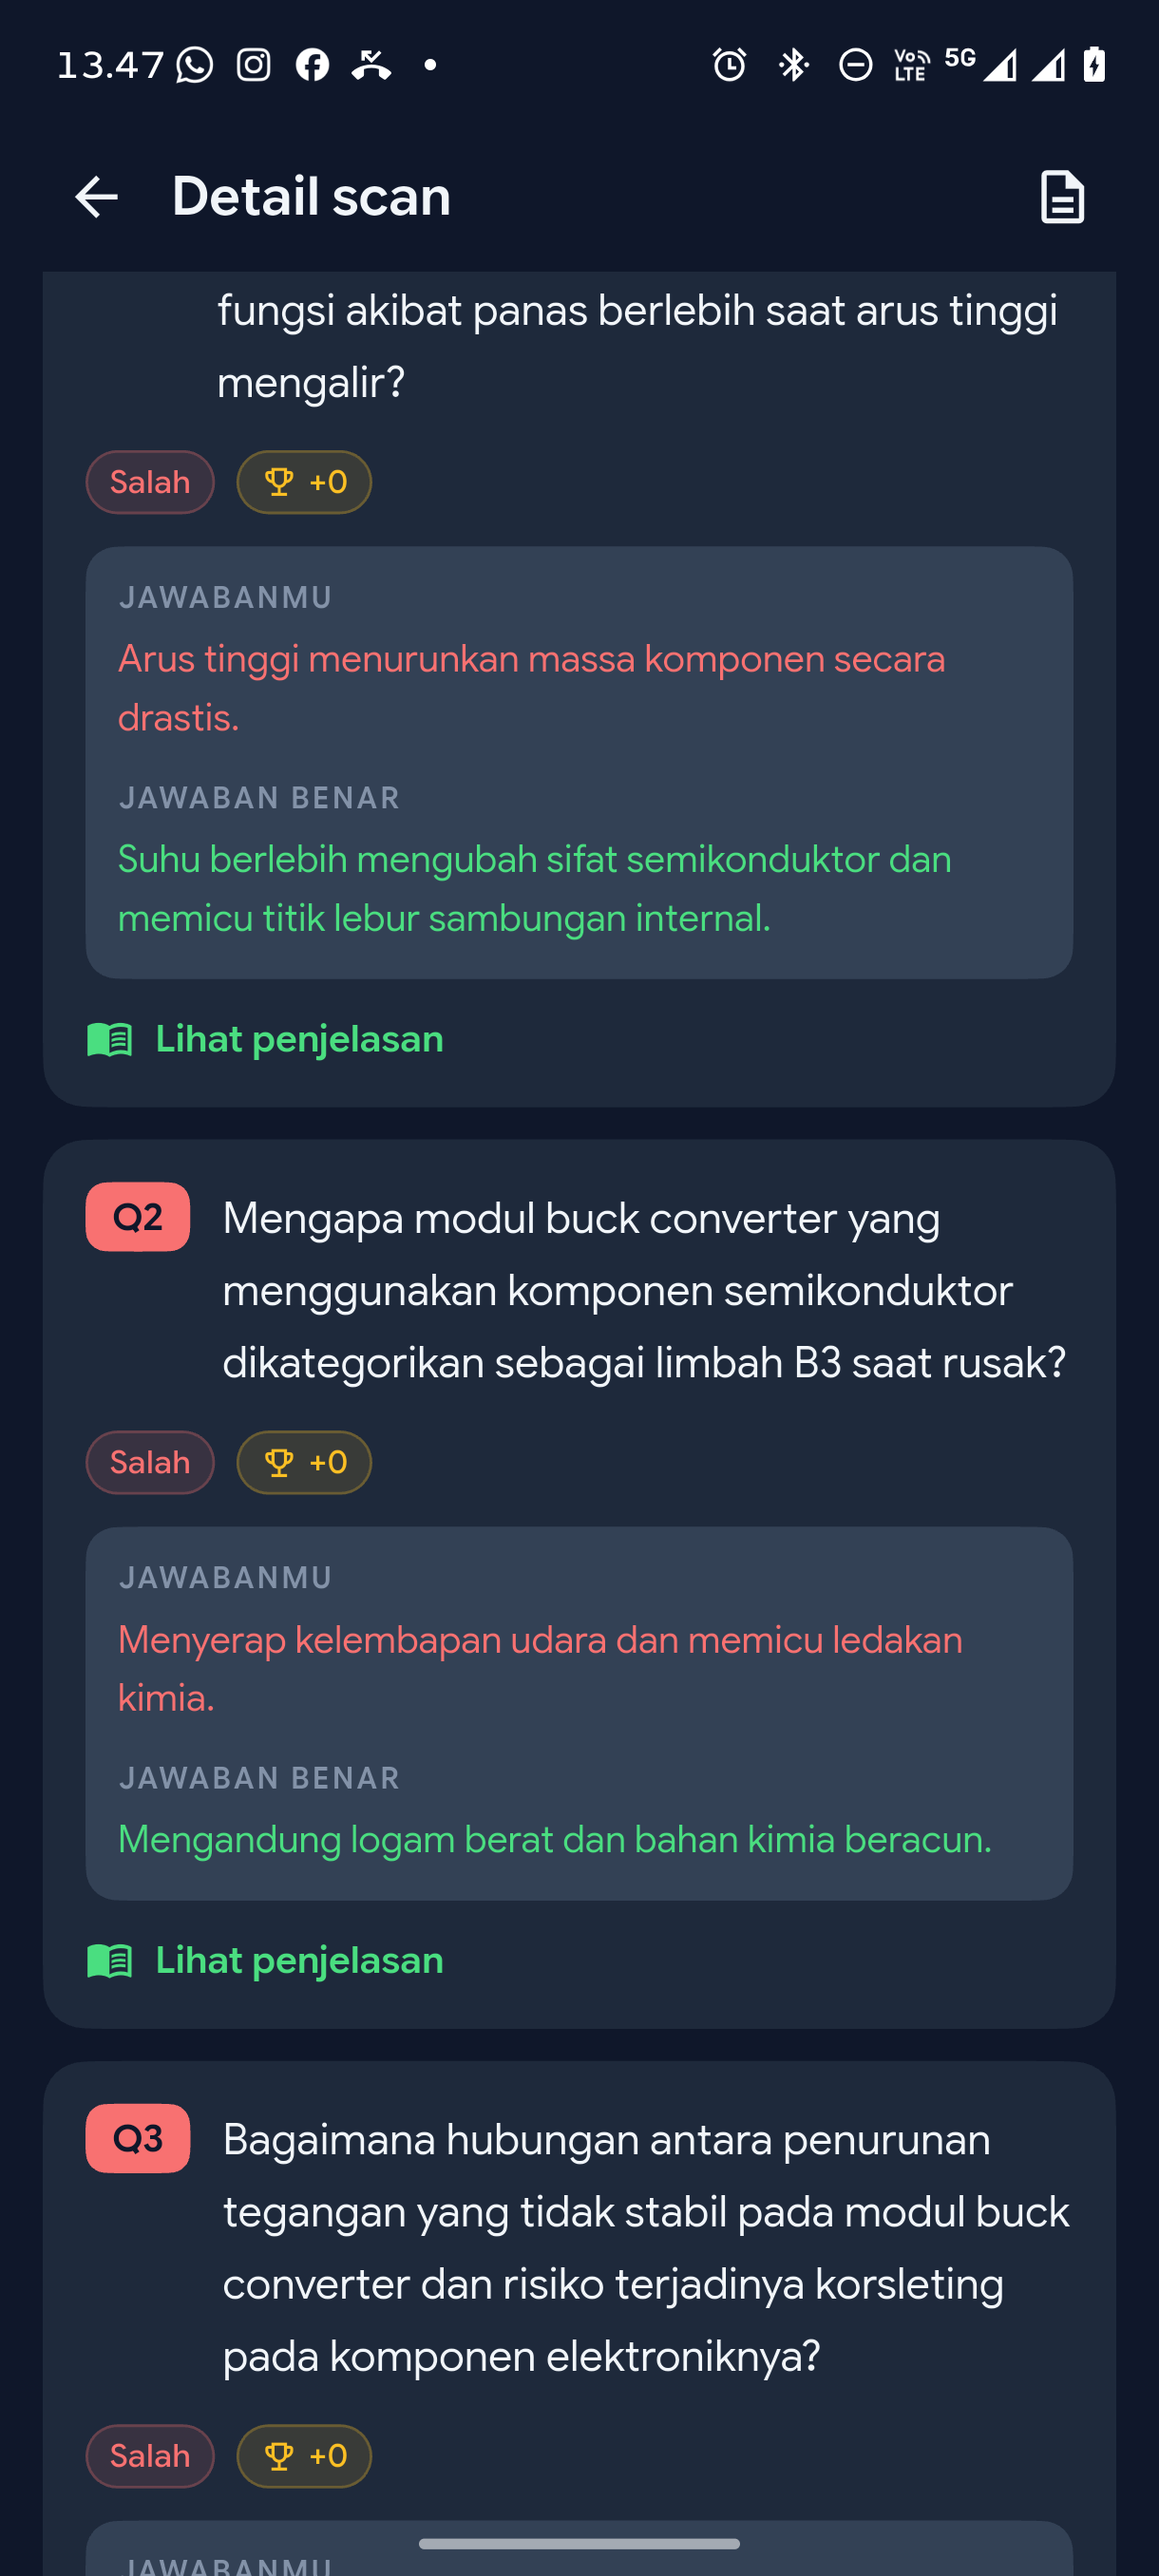 13.47
Vo LTE 5G
Detail scan
fungsi akibat panas berlebih saat arus tinggi
mengalir?
Salah +0
JAWABANMU
Arus tinggi menurunkan massa komponen secara
drastis.
JAWABAN BENAR
Suhu berlebih mengubah sifat semikonduktor dan
memicu titik lebur sambungan internal.
Lihat penjelasan
Q2 Mengapa modul buck converter yang
menggunakan komponen semikonduktor
dikategorikan sebagai limbah B3 saat rusak?
Salah +0
JAWABANMU
Menyerap kelembapan udara dan memicu ledakan
kimia.
JAWABAN BENAR
Mengandung logam berat dan bahan kimia beracun.
Lihat penjelasan
Q3 Bagaimana hubungan antara penurunan
tegangan yang tidak stabil pada modul buck
converter dan risiko terjadinya korsleting
pada komponen elektroniknya?
Salah +0
JAWABANMU